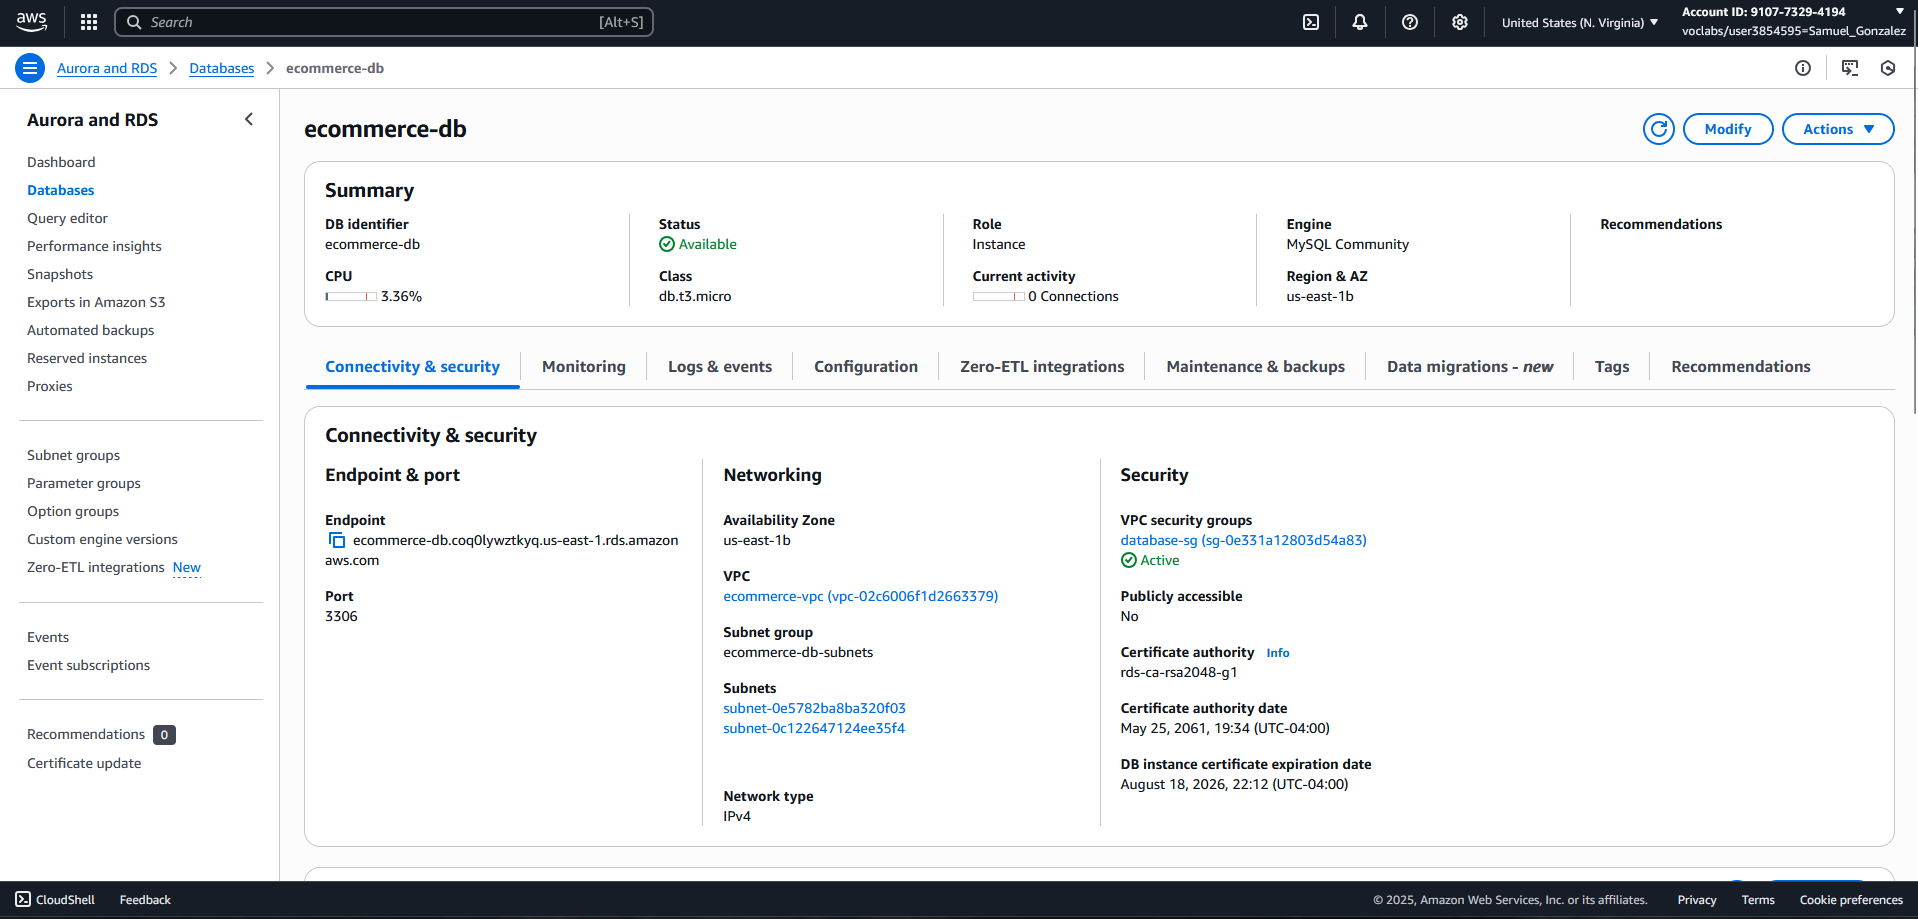 aws
Search
[Alt+S]
United States (N. Virginia)
Account ID: 9107-7329-4194
voclabs/user3854595=Samuel_Gonzalez
Aurora and RDS
Databases
ecommerce-db
Aurora and RDS
Dashboard
Databases
Query editor
Performance insights
Snapshots
Exports in Amazon S3
Automated backups
Reserved instances
Proxies
Subnet groups
Parameter groups
Option groups
Custom engine versions
Zero-ETL integrations New
Events
Event subscriptions
Recommendations 0
Certificate update
ecommerce-db
Modify
Actions
Summary
DB identifier
ecommerce-db
CPU
3.36%
Status
Available
Class
db.t3.micro
Role
Instance
Current activity
0 Connections
Engine
MySQL Community
Region & AZ
us-east-1b
Recommendations
Connectivity & security
Monitoring
Logs & events
Configuration
Zero-ETL integrations
Maintenance & backups
Data migrations - new
Tags
Recommendations
Connectivity & security
Endpoint & port
Endpoint
ecommerce-db.coq0lywztkyq.us-east-1.rds.amazon
aws.com
Port
3306
Networking
Availability Zone
us-east-1b
VPC
ecommerce-vpc (vpc-02c6006f1d2663379)
Subnet group
ecommerce-db-subnets
Subnets
subnet-0e5782ba8ba320f03
subnet-0c122647124ee35f4
Network type
IPv4
Security
VPC security groups
database-sg (sg-0e331a12803d54a83)
Active
Publicly accessible
No
Certificate authority Info
rds-ca-rsa2048-g1
Certificate authority date
May 25, 2061, 19:34 (UTC-04:00)
DB instance certificate expiration date
August 18, 2026, 22:12 (UTC-04:00)
CloudShell
Feedback
© 2025, Amazon Web Services, Inc. or its affiliates.
Privacy
Terms
Cookie preferences